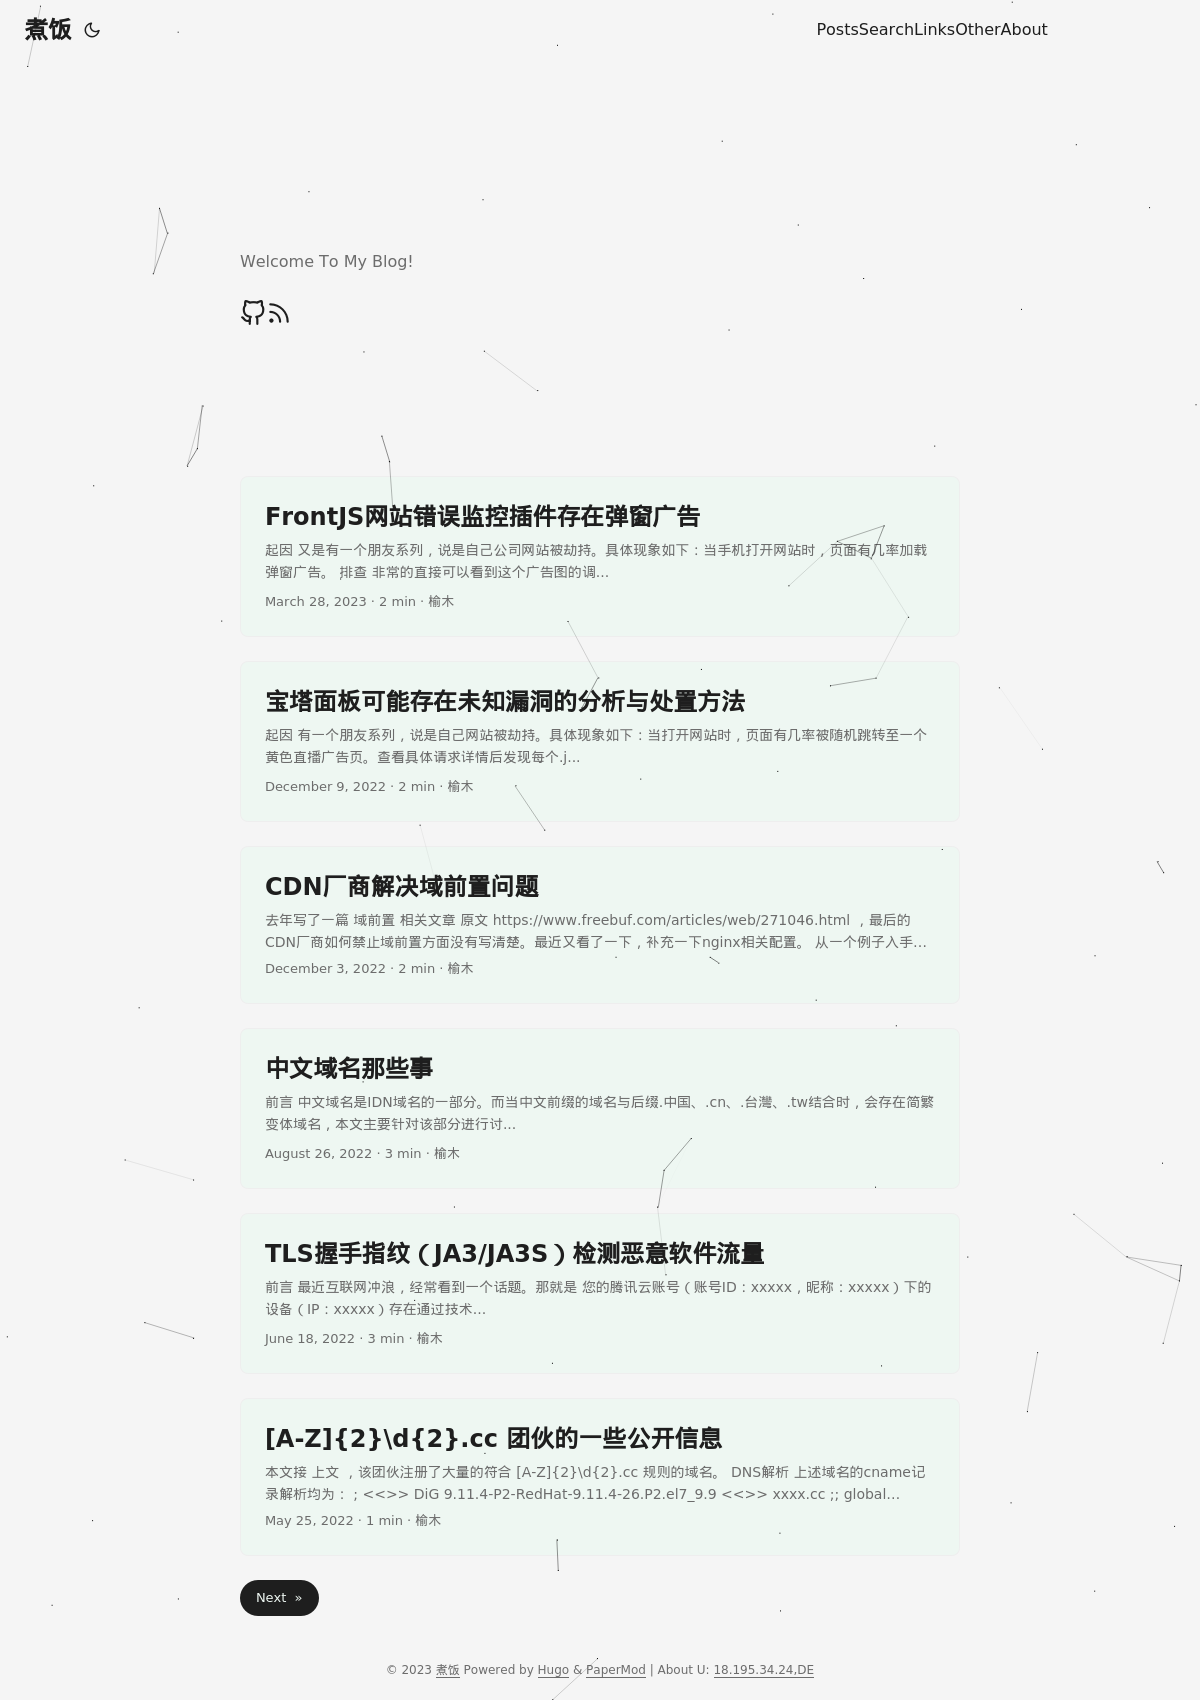 煮饭
PostsSearchLinksOtherAbout
Welcome To My Blog!
FrontJS网站错误监控插件存在弹窗广告
起因 又是有一个朋友系列，说是自己公司网站被劫持。具体现象如下：当手机打开网站时，页面有几率加载
弹窗广告。 排查 非常的直接可以看到这个广告图的调...
March 28, 2023 · 2 min · 榆木
宝塔面板可能存在未知漏洞的分析与处置方法
起因 有一个朋友系列，说是自己网站被劫持。具体现象如下：当打开网站时，页面有几率被随机跳转至一个
黄色直播广告页。查看具体请求详情后发现每个.j...
December 9, 2022 · 2 min · 榆木
CDN厂商解决域前置问题
去年写了一篇 域前置 相关文章 原文 https://www.freebuf.com/articles/web/271046.html ，最后的
CDN厂商如何禁止域前置方面没有写清楚。最近又看了一下，补充一下nginx相关配置。 从一个例子入手...
December 3, 2022 · 2 min · 榆木
中文域名那些事
前言 中文域名是IDN域名的一部分。而当中文前缀的域名与后缀.中国、.cn、.台灣、.tw结合时，会存在简繁
变体域名，本文主要针对该部分进行讨...
August 26, 2022 · 3 min · 榆木
TLS握手指纹（JA3/JA3S）检测恶意软件流量
前言 最近互联网冲浪，经常看到一个话题。那就是 您的腾讯云账号（账号ID：xxxxx，昵称：xxxxx）下的
设备（IP：xxxxx）存在通过技术...
June 18, 2022 · 3 min · 榆木
[A-Z]{2}\d{2}.cc 团伙的一些公开信息
本文接 上文 ，该团伙注册了大量的符合 [A-Z]{2}\d{2}.cc 规则的域名。 DNS解析 上述域名的cname记
录解析均为： ; <<>> DiG 9.11.4-P2-RedHat-9.11.4-26.P2.el7_9.9 <<>> xxxx.cc ;; global...
May 25, 2022 · 1 min · 榆木
Next »
© 2023 煮饭 Powered by Hugo & PaperMod | About U: 18.195.34.24,DE